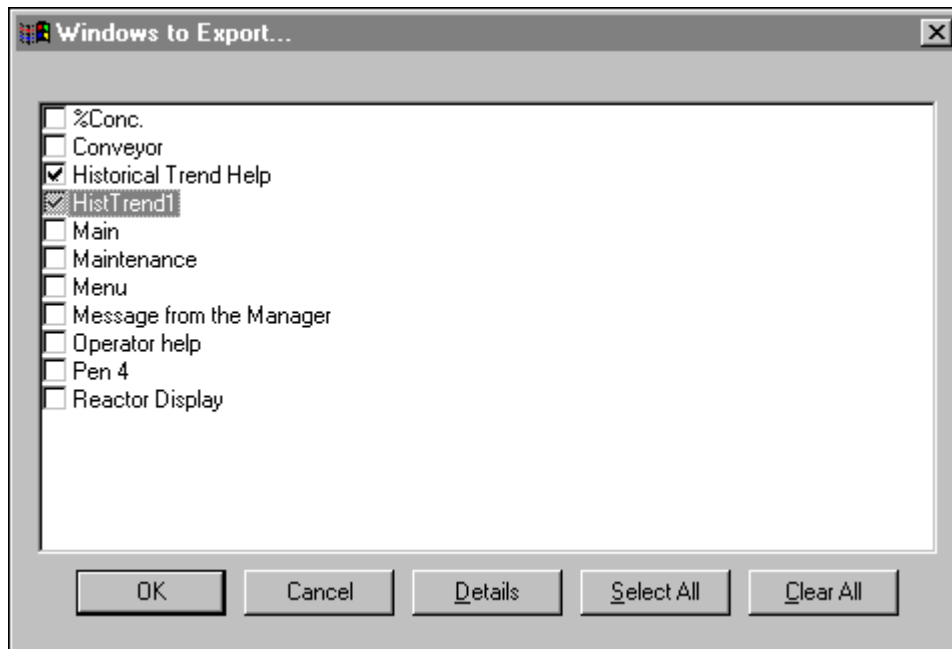 Windows to Export...
%Conc.
Conveyor
Historical Trend Help
HistTrend1
Main
Maintenance
Menu
Message from the Manager
Operator help
Pen 4
Reactor Display
OK Cancel Details Select All Clear All